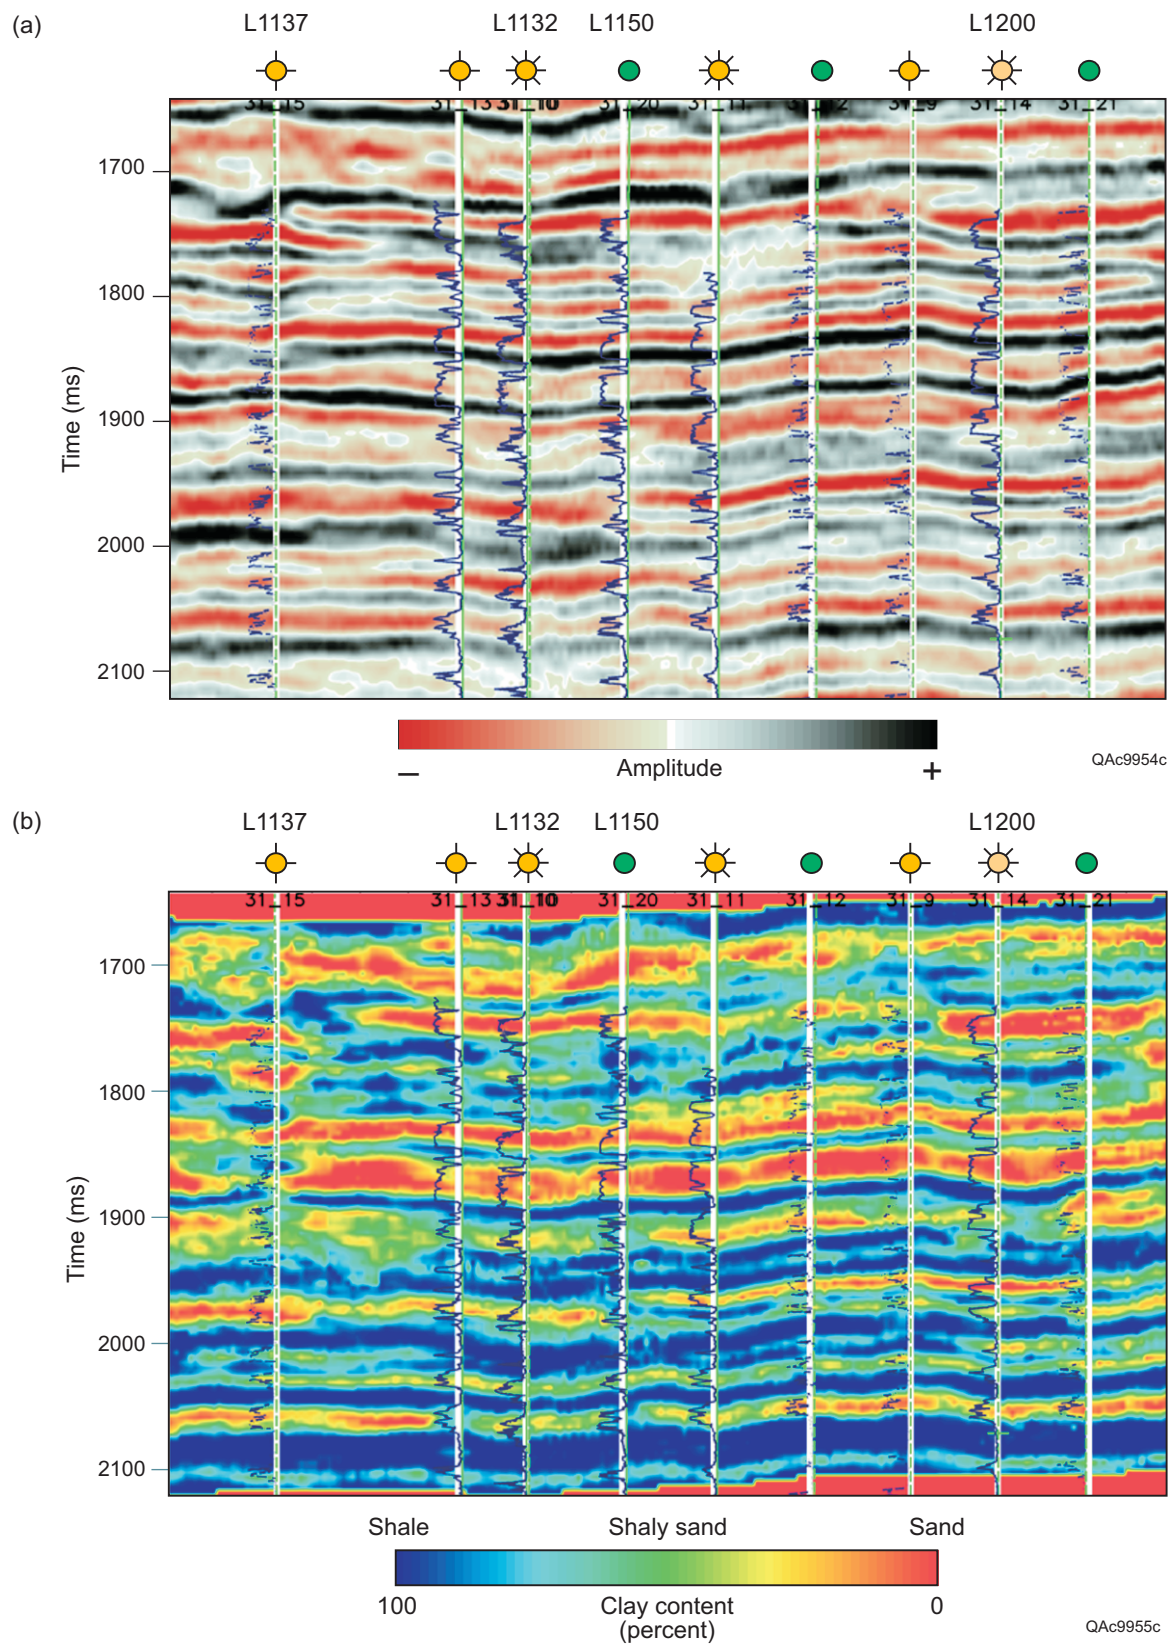 (a)
L1137 L1132 L1150 L1200
31_15 31_13 31_10 31_20 31_11 31_12 31_9 31_14 31_21
1700
1800
1900
2000
2100
Time (ms)
– Amplitude +
QAc9954c
(b)
L1137 L1132 L1150 L1200
31_15 31_13 31_10 31_20 31_11 31_12 31_9 31_14 31_21
1700
1800
1900
2000
2100
Time (ms)
Shale Shaly sand Sand
100 Clay content 0
(percent)
QAc9955c